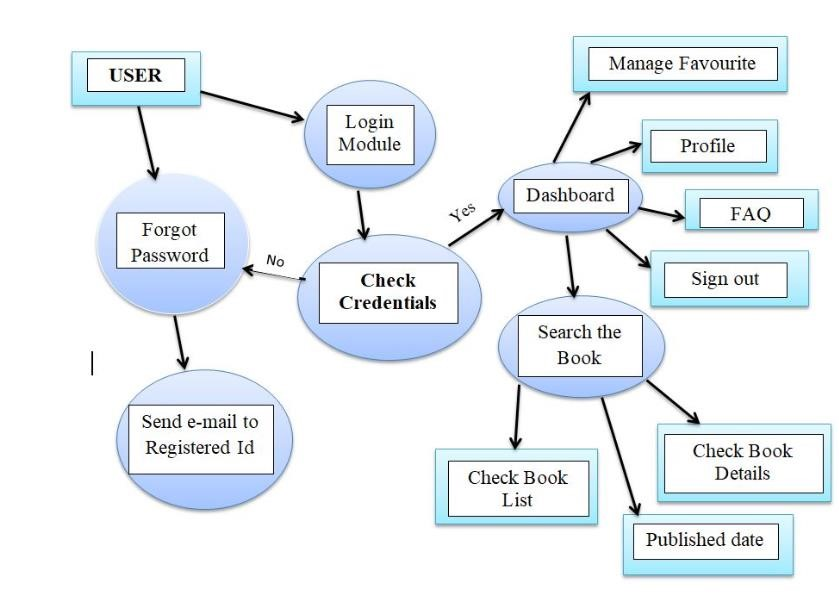 USER
Login
Module
Forgot
Password
No
Check
Credentials
Yes
Send e-mail to
Registered Id
Dashboard
Manage Favourite
Profile
FAQ
Sign out
Search the
Book
Check Book
List
Published date
Check Book
Details